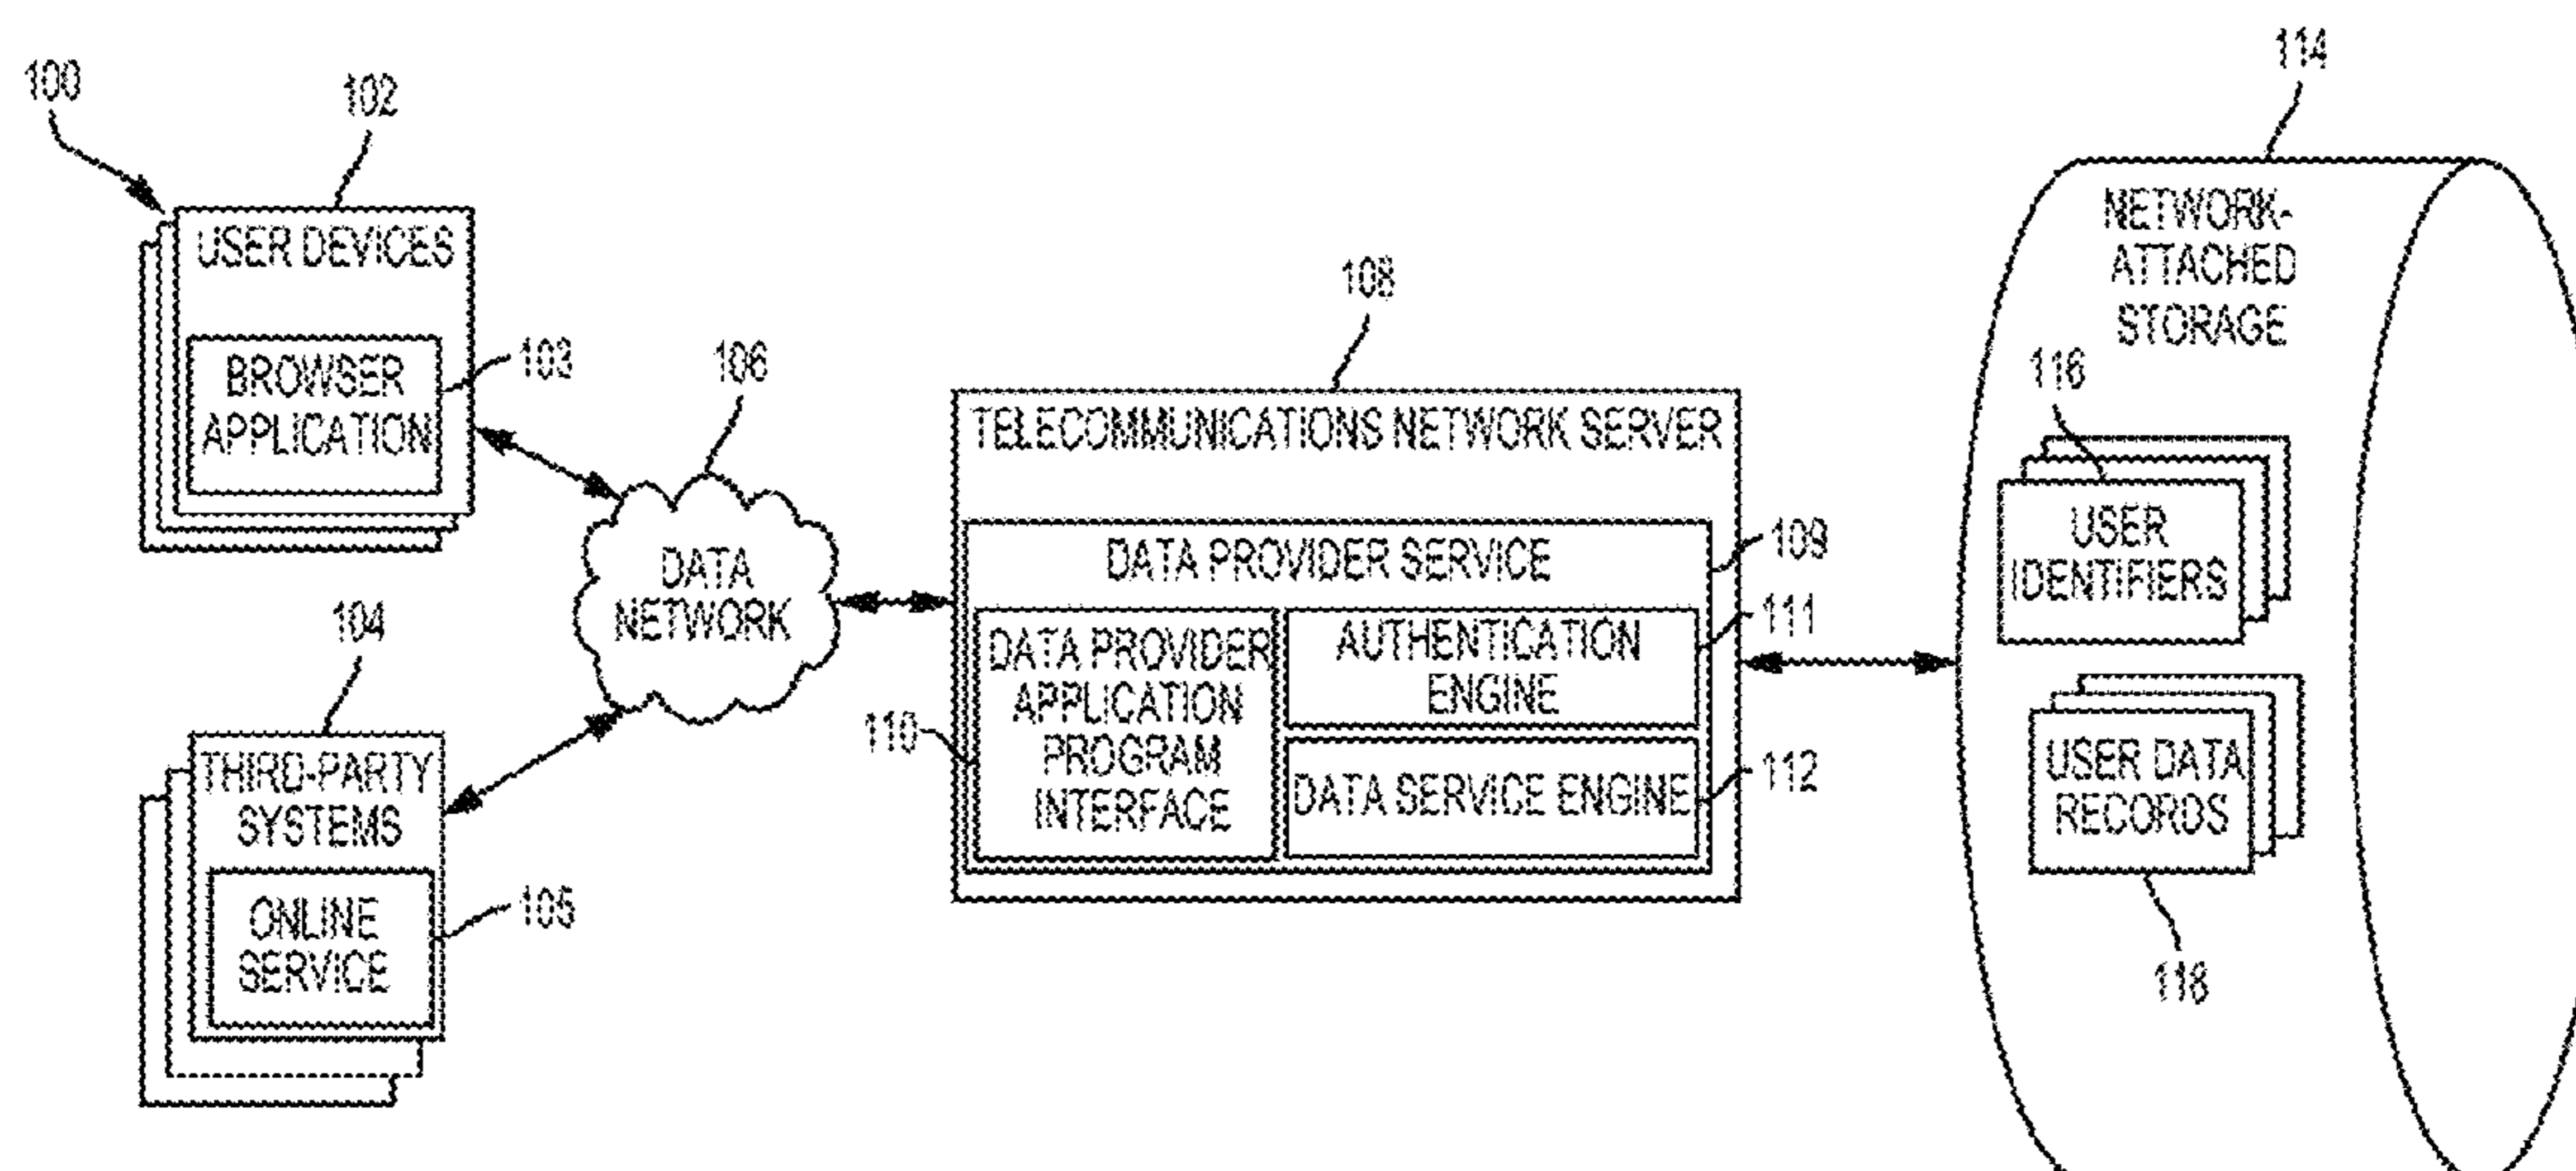 100
102
USER DEVICES
BROWSER
APPLICATION
103
104
THIRD-PARTY
SYSTEMS
ONLINE
SERVICE
105
106
DATA
NETWORK
108
TELECOMMUNICATIONS NETWORK SERVER
DATA PROVIDER SERVICE
109
DATA PROVIDER
APPLICATION
PROGRAM
INTERFACE
110
AUTHENTICATION
ENGINE
111
DATA SERVICE ENGINE
112
114
NETWORK-
ATTACHED
STORAGE
116
USER
IDENTIFIERS
USER DATA
RECORDS
118